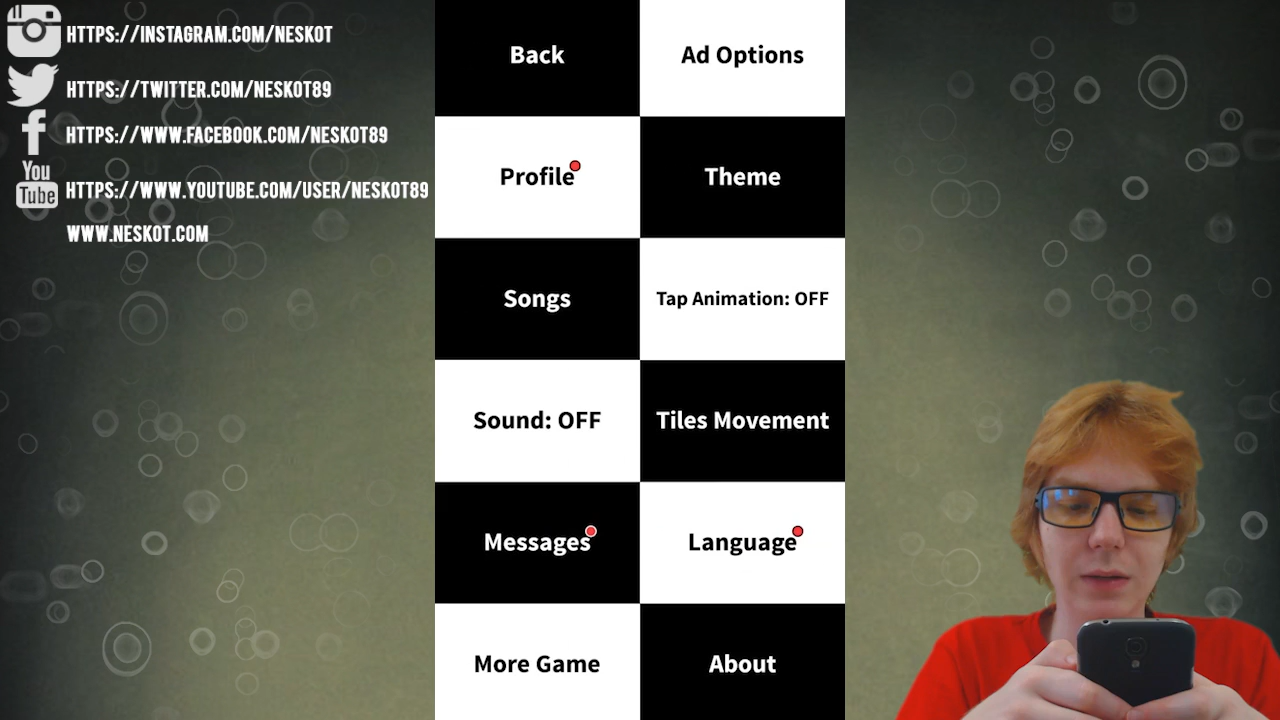 HTTPS://INSTAGRAM.COM/NESKOT
HTTPS://TWITTER.COM/NESKOT89
HTTPS://WWW.FACEBOOK.COM/NESKOT89
You
Tube
HTTPS://WWW.YOUTUBE.COM/USER/NESKOT89
WWW.NESKOT.COM
Back
Ad Options
Profile
Theme
Songs
Tap Animation: OFF
Sound: OFF
Tiles Movement
Messages
Language
More Game
About